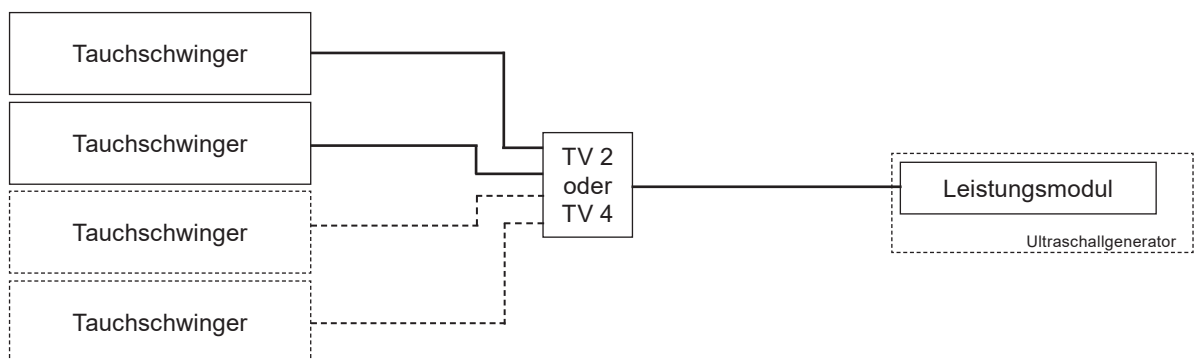 Tauchschwinger
Tauchschwinger
Tauchschwinger
Tauchschwinger
TV 2
oder
TV 4
Leistungsmodul
Ultraschallgenerator